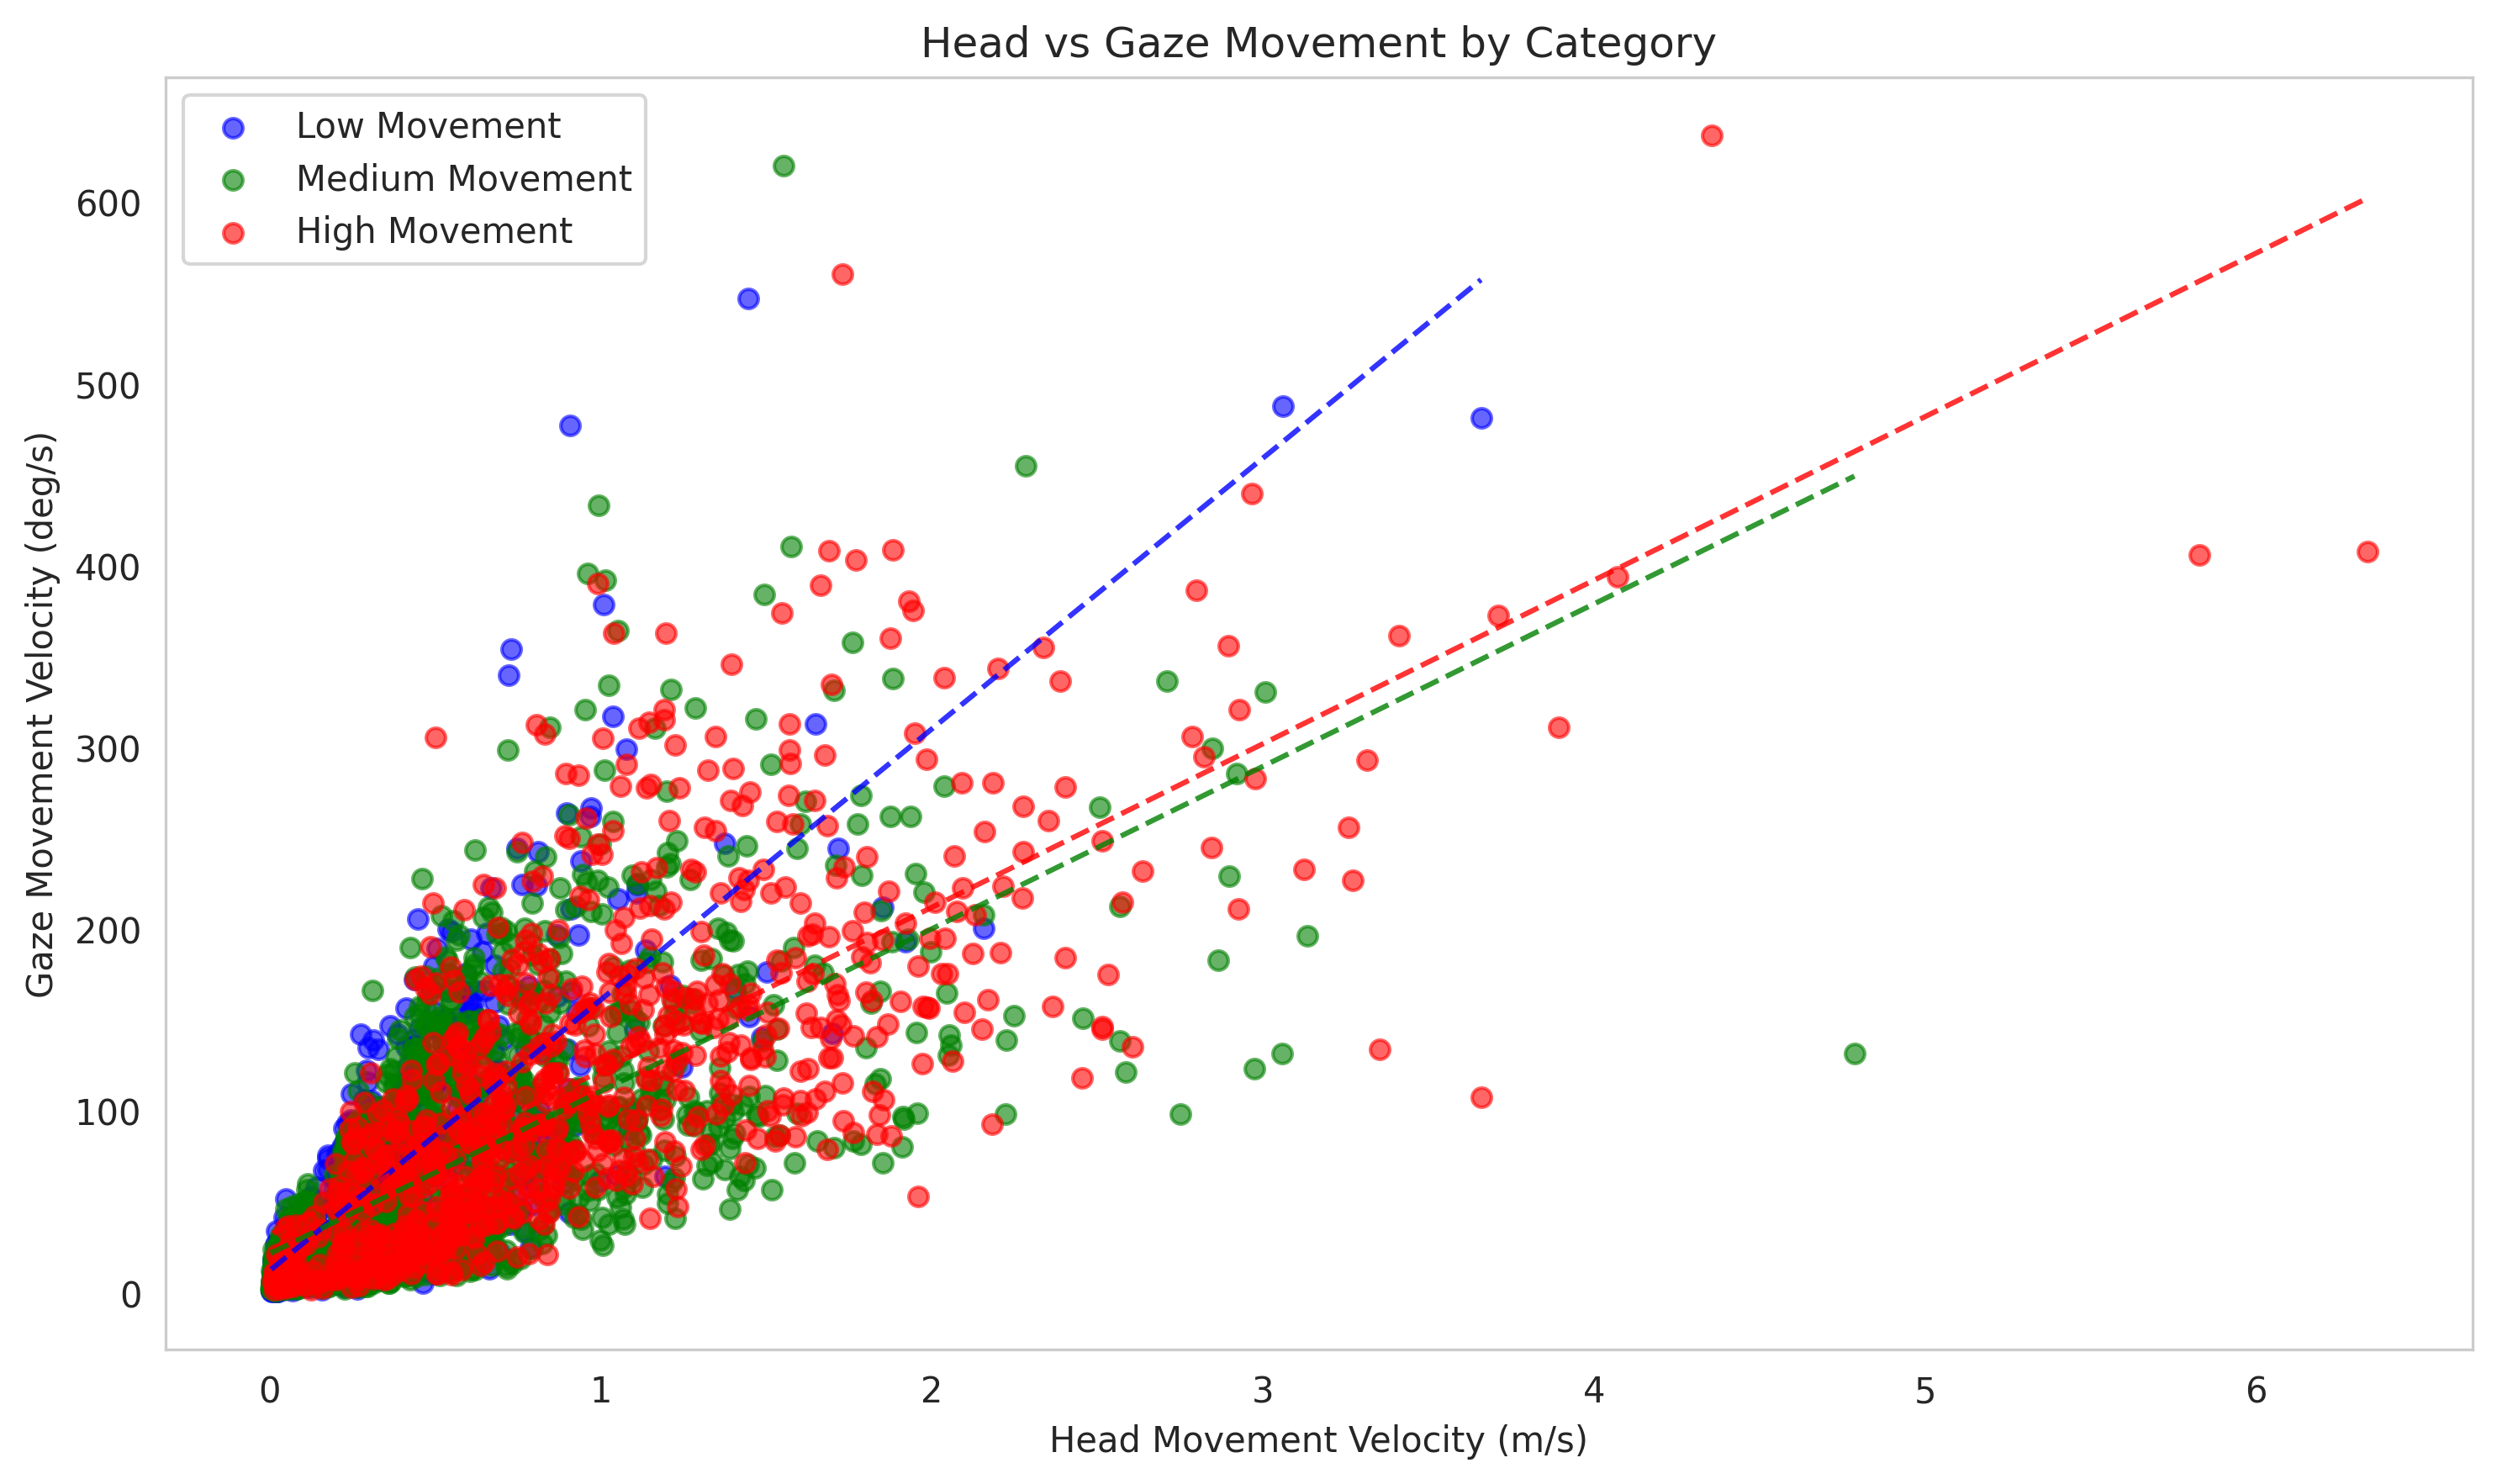 Head vs Gaze Movement by Category
Low Movement
Medium Movement
High Movement
Gaze Movement Velocity (deg/s)
600
500
400
300
200
100
0
0 1 2 3 4 5 6
Head Movement Velocity (m/s)